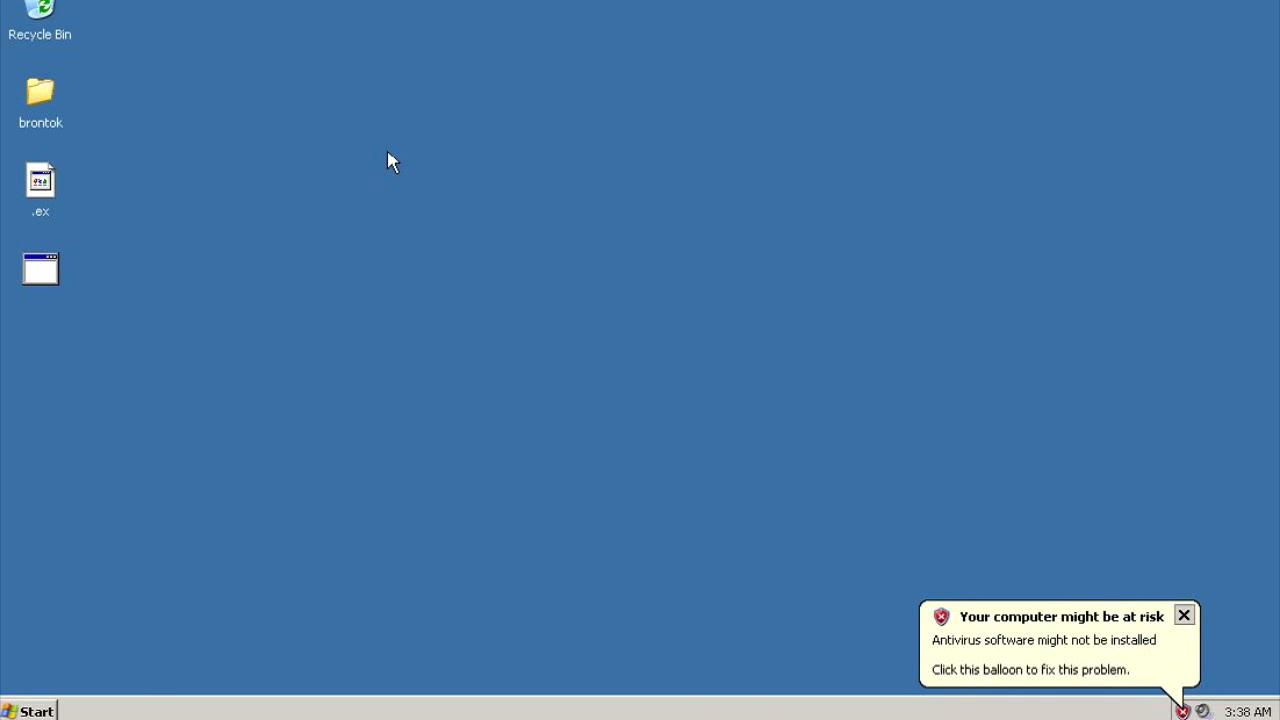 Recycle Bin
brontok
.ex
Your computer might be at risk
Antivirus software might not be installed
Click this balloon to fix this problem.
Start
3:38 AM